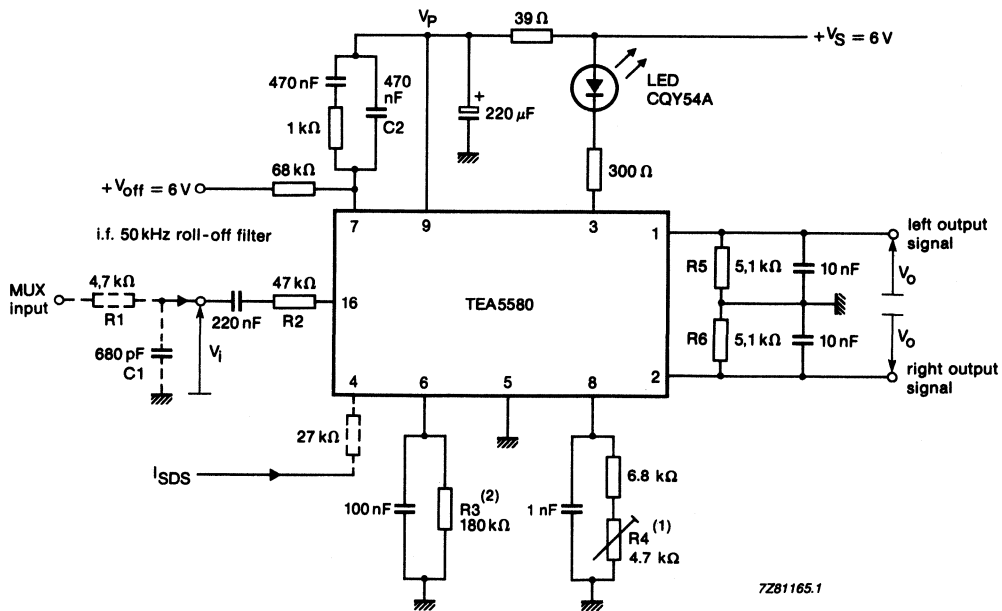 Vp
39 Ω
+VS = 6 V
470 nF
470
nF
C2
1 kΩ
+
220 µF
LED
CQY54A
68 kΩ
+Voff = 6 V
300 Ω
7
9
3
i.f. 50 kHz roll-off filter
1
left output
signal
4,7 kΩ
47 kΩ
R5
5,1 kΩ
10 nF
Vo
MUX
input
R1
220 nF
R2
16
TEA5580
680 pF
C1
Vi
R6
5,1 kΩ
10 nF
Vo
4
6
5
8
2
right output
signal
27 kΩ
ISDS
100 nF
R3 (2)
180 kΩ
1 nF
6.8 kΩ
R4 (1)
4.7 kΩ
7Z81165.1